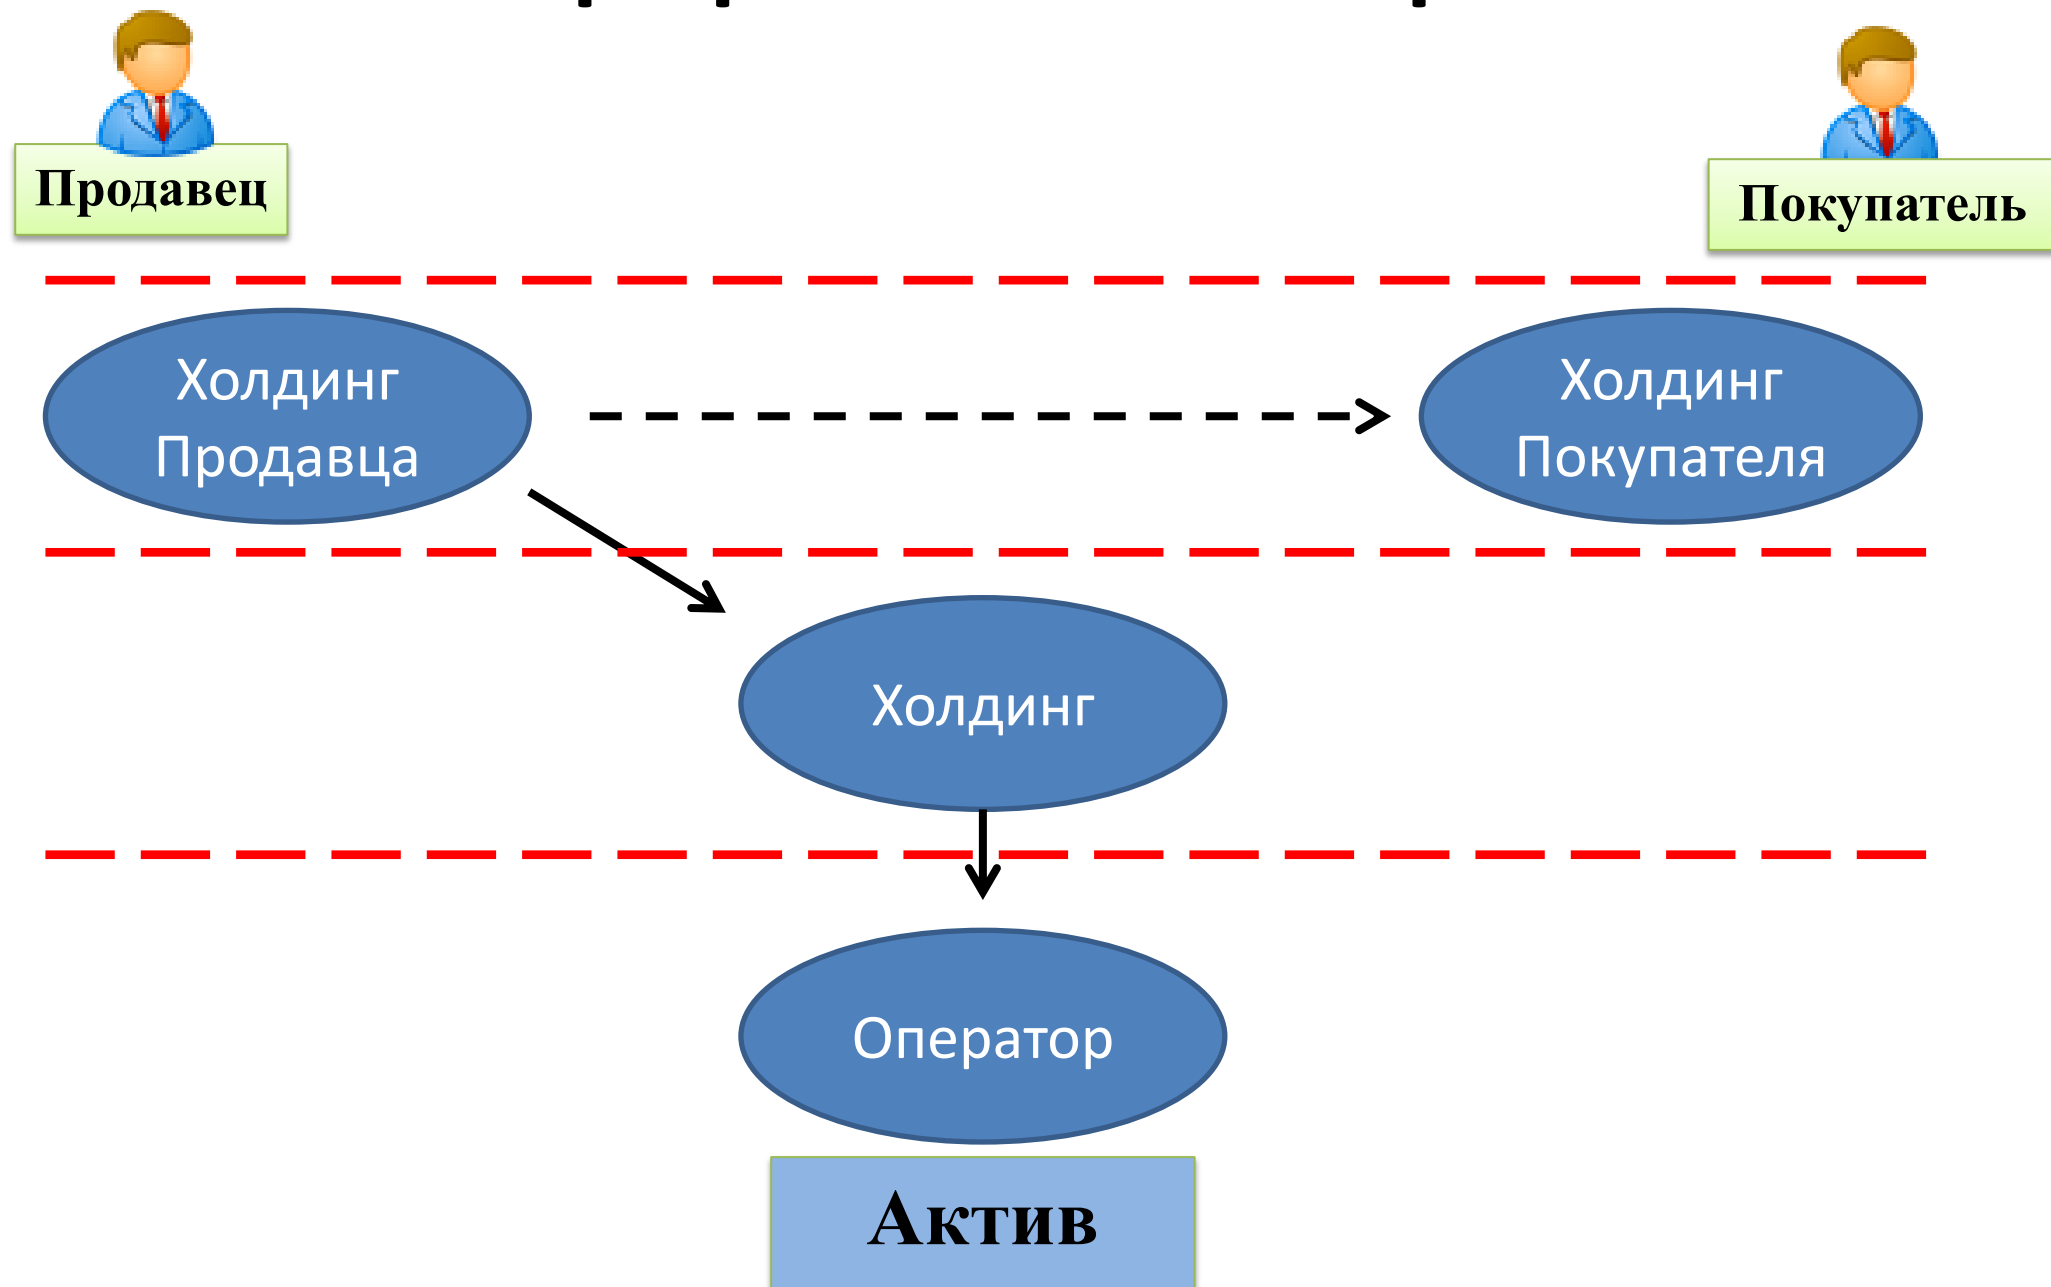 Продавец
Покупатель
Холдинг
Продавца
Холдинг
Покупателя
Холдинг
Оператор
Актив